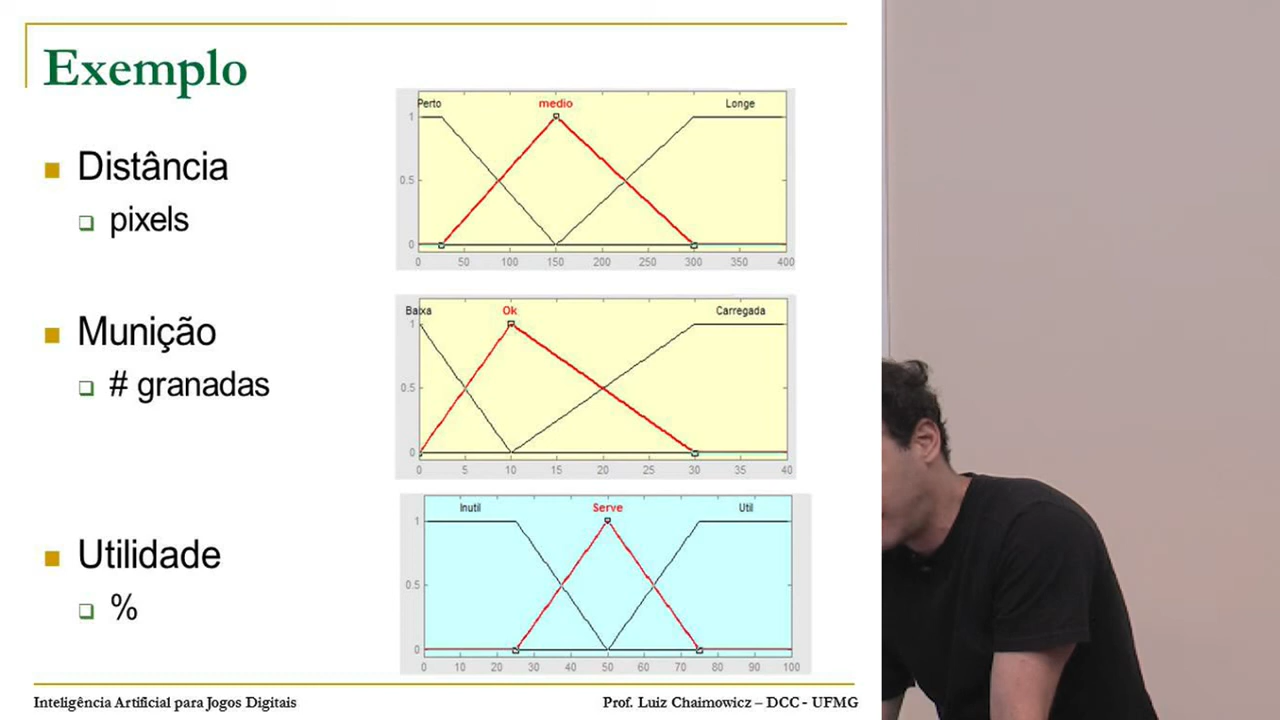 Exemplo
Distância
pixels
Perto medio Longe
1
0.5
0
0 50 100 150 200 250 300 350 400
Munição
# granadas
Baixa Ok Carregada
1
0.5
0
0 5 10 15 20 25 30 35 40
Utilidade
%
Inutil Serve Util
1
0.5
0
0 10 20 30 40 50 60 70 80 90 100
Inteligência Artificial para Jogos Digitais Prof. Luiz Chaimowicz – DCC - UFMG